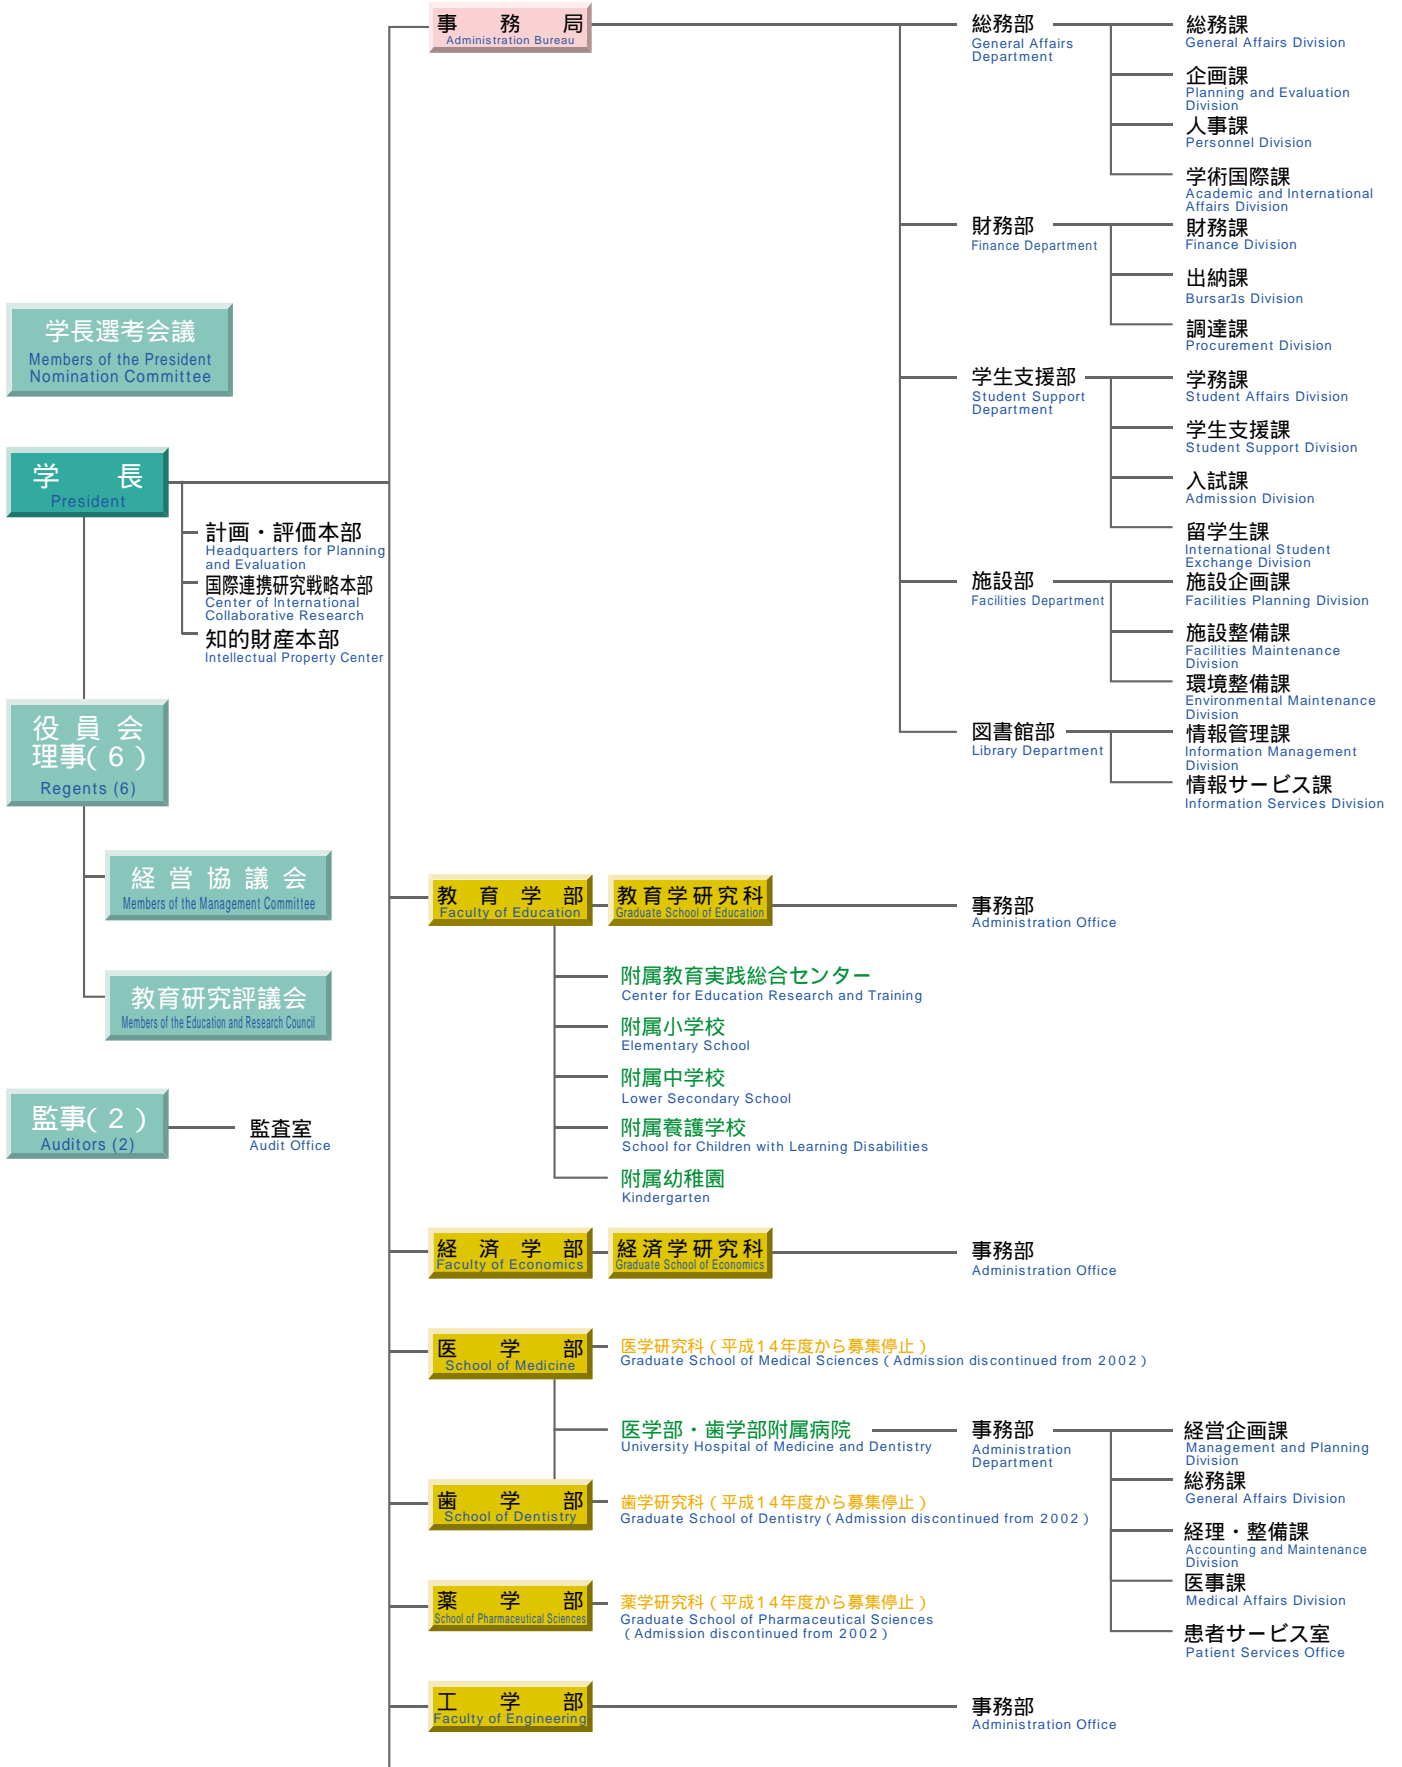 事務局
Administration Bureau
総務部
General Affairs
Department
総務課
General Affairs Division
企画課
Planning and Evaluation
Division
人事課
Personnel Division
学術国際課
Academic and International
Affairs Division
財務部
Finance Department
財務課
Finance Division
出納課
Bursarʼs Division
調達課
Procurement Division
学生支援部
Student Support
Department
学務課
Student Affairs Division
学生支援課
Student Support Division
入試課
Admission Division
留学生課
International Student
Exchange Division
施設部
Facilities Department
施設企画課
Facilities Planning Division
施設整備課
Facilities Maintenance
Division
環境整備課
Environmental Maintenance
Division
図書館部
Library Department
情報管理課
Information Management
Division
情報サービス課
Information Services Division
学長選考会議
Members of the President
Nomination Committee
学長
President
計画・評価本部
Headquarters for Planning
and Evaluation
国際連携研究戦略本部
Center of International
Collaborative Research
知的財産本部
Intellectual Property Center
役員会
理事(6)
Regents (6)
経営協議会
Members of the Management Committee
教育研究評議会
Members of the Education and Research Council
監事(2)
Auditors (2)
監査室
Audit Office
教育学部
Faculty of Education
教育学研究科
Graduate School of Education
事務部
Administration Office
附属教育実践総合センター
Center for Education Research and Training
附属小学校
Elementary School
附属中学校
Lower Secondary School
附属養護学校
School for Children with Learning Disabilities
附属幼稚園
Kindergarten
経済学部
Faculty of Economics
経済学研究科
Graduate School of Economics
事務部
Administration Office
医学部
School of Medicine
医学研究科(平成14年度から募集停止)
Graduate School of Medical Sciences (Admission discontinued from 2002)
医学部・歯学部附属病院
University Hospital of Medicine and Dentistry
事務部
Administration
Department
経営企画課
Management and Planning
Division
総務課
General Affairs Division
経理・整備課
Accounting and Maintenance
Division
医事課
Medical Affairs Division
患者サービス室
Patient Services Office
歯学部
School of Dentistry
歯学研究科(平成14年度から募集停止)
Graduate School of Dentistry (Admission discontinued from 2002)
薬学部
School of Pharmaceutical Sciences
薬学研究科(平成14年度から募集停止)
Graduate School of Pharmaceutical Sciences
(Admission discontinued from 2002)
工学部
Faculty of Engineering
事務部
Administration Office